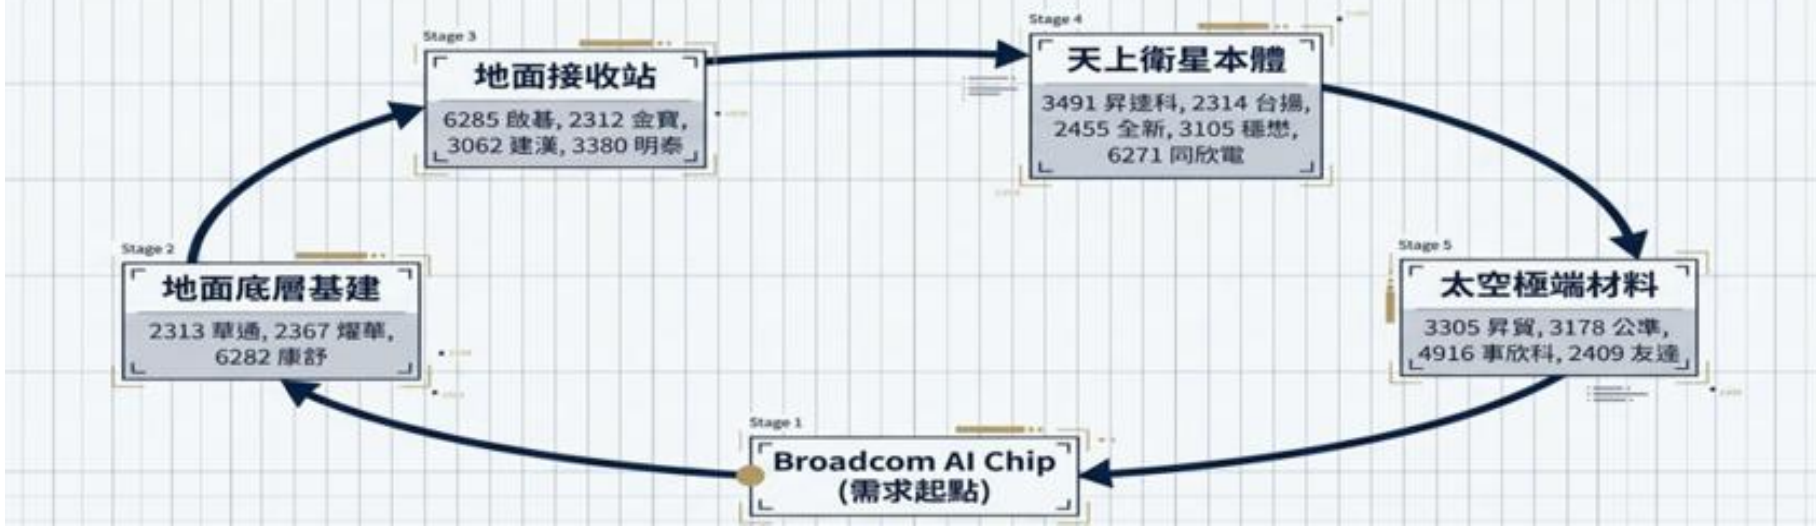 Stage 1
Broadcom AI Chip
(需求起點)
Stage 2
地面底層基建
2313 華通, 2367 燿華,
6282 康舒
Stage 3
地面接收站
6285 啟碁, 2312 金寶,
3062 建漢, 3380 明泰
Stage 4
天上衛星本體
3491 昇達科, 2314 台揚,
2455 全新, 3105 穩懋,
6271 同欣電
Stage 5
太空極端材料
3305 昇貿, 3178 公準,
4916 事欣科, 2409 友達